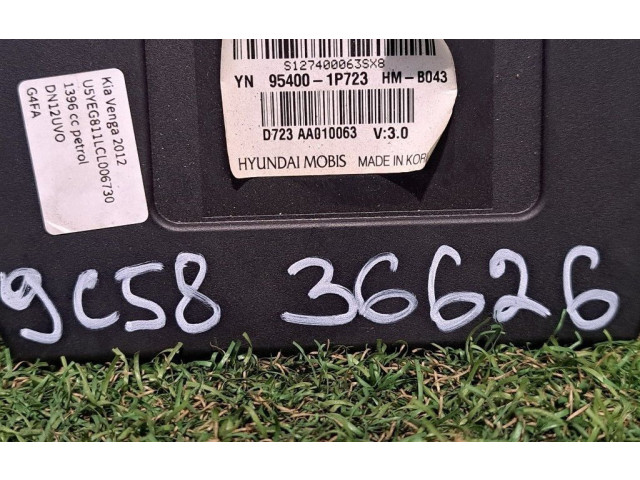 Kia Venga 2012
U5YEG811LCL006730
1396 cc petrol
DN12UVO
G4FA
S127400063SX8
YN 95400-1P723 HM-B043
D723 AA010063 V:3.0
HYUNDAI MOBIS MADE IN KOR
9C58 36626